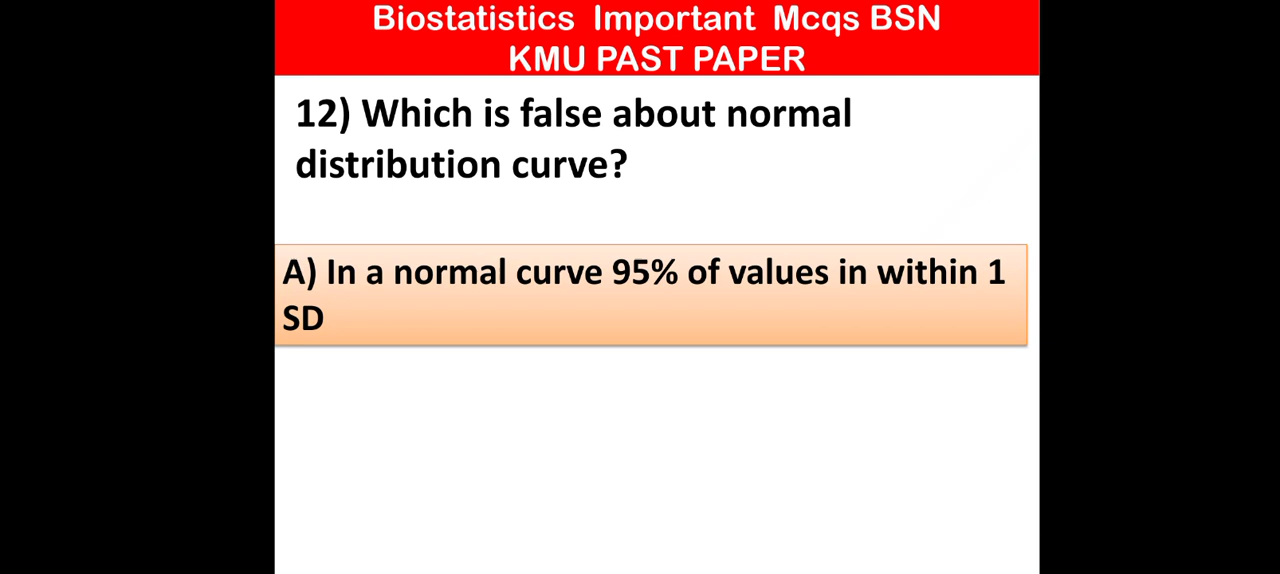 Biostatistics Important Mcqs BSN
KMU PAST PAPER
12) Which is false about normal
distribution curve?
A) In a normal curve 95% of values in within 1
SD